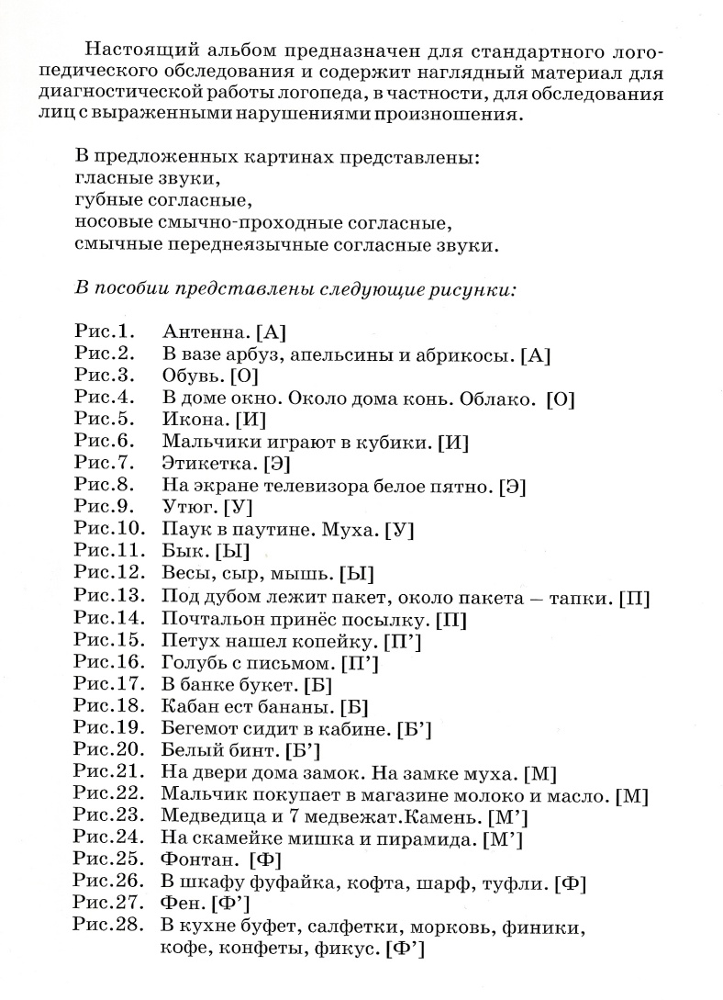 Настоящий альбом предназначен для стандартного лого-
педического обследования и содержит наглядный материал для
диагностической работы логопеда, в частности, для обследования
лиц с выраженными нарушениями произношения.
В предложенных картинах представлены:
гласные звуки,
губные согласные,
носовые смычно-проходные согласные,
смычные переднеязычные согласные звуки.
В пособии представлены следующие рисунки:
Рис.1. Антенна. [А]
Рис.2. В вазе арбуз, апельсины и абрикосы. [А]
Рис.3. Обувь. [О]
Рис.4. В доме окно. Около дома конь. Облако. [О]
Рис.5. Икона. [И]
Рис.6. Мальчики играют в кубики. [И]
Рис.7. Этикетка. [Э]
Рис.8. На экране телевизора белое пятно. [Э]
Рис.9. Утюг. [У]
Рис.10. Паук в паутине. Муха. [У]
Рис.11. Бык. [Ы]
Рис.12. Весы, сыр, мышь. [Ы]
Рис.13. Под дубом лежит пакет, около пакета – тапки. [П]
Рис.14. Почтальон принёс посылку. [П]
Рис.15. Петух нашел копейку. [П’]
Рис.16. Голубь с письмом. [П’]
Рис.17. В банке букет. [Б]
Рис.18. Кабан ест бананы. [Б]
Рис.19. Бегемот сидит в кабине. [Б’]
Рис.20. Белый бинт. [Б’]
Рис.21. На двери дома замок. На замке муха. [М]
Рис.22. Мальчик покупает в магазине молоко и масло. [М]
Рис.23. Медведица и 7 медвежат.Камень. [М’]
Рис.24. На скамейке мишка и пирамида. [М’]
Рис.25. Фонтан. [Ф]
Рис.26. В шкафу фуфайка, кофта, шарф, туфли. [Ф]
Рис.27. Фен. [Ф’]
Рис.28. В кухне буфет, салфетки, морковь, финики,
кофе, конфеты, фикус. [Ф’]